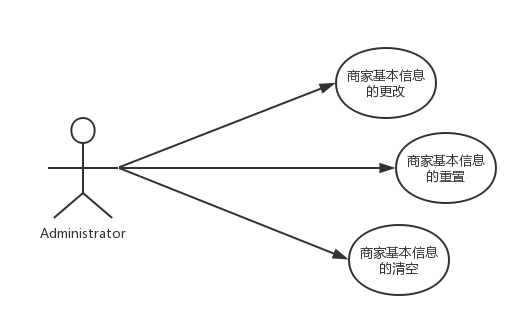 商家基本信息
的更改
商家基本信息
的重置
Administrator
商家基本信息
的清空